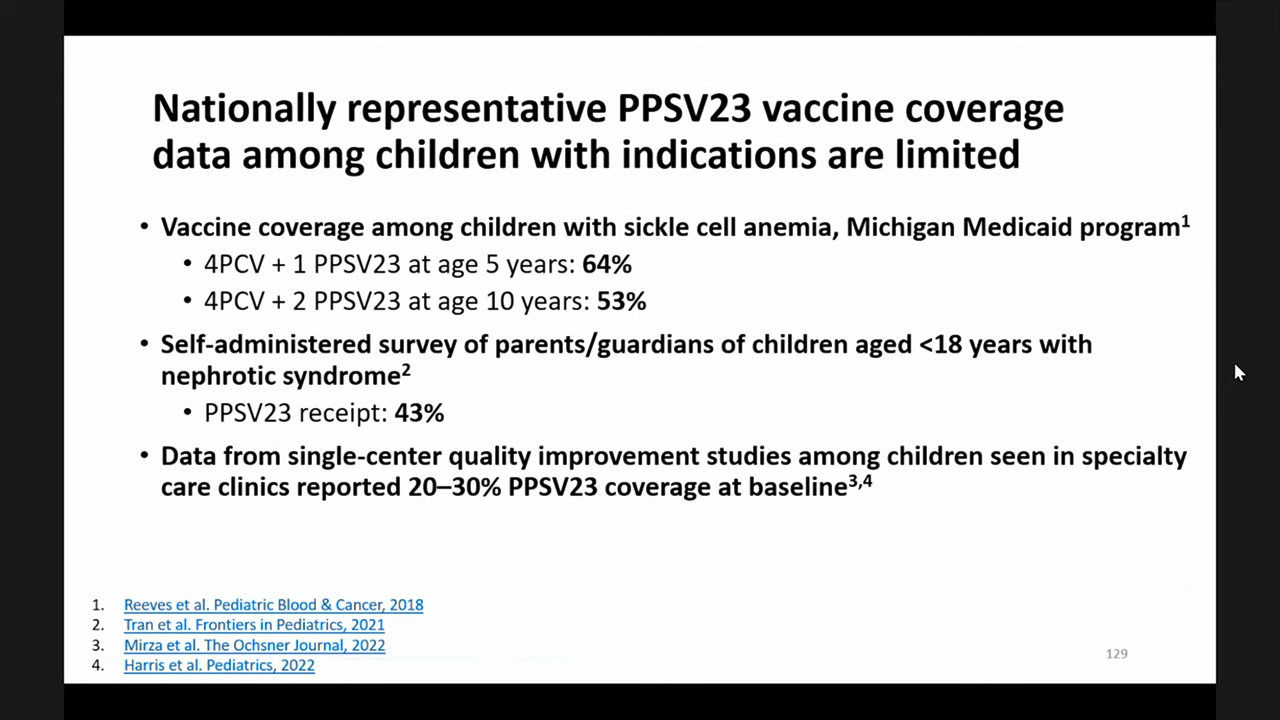 Nationally representative PPSV23 vaccine coverage
data among children with indications are limited
• Vaccine coverage among children with sickle cell anemia, Michigan Medicaid program¹
• 4PCV + 1 PPSV23 at age 5 years: 64%
• 4PCV + 2 PPSV23 at age 10 years: 53%
• Self-administered survey of parents/guardians of children aged <18 years with
nephrotic syndrome²
• PPSV23 receipt: 43%
• Data from single-center quality improvement studies among children seen in specialty
care clinics reported 20–30% PPSV23 coverage at baseline³,⁴
1. Reeves et al. Pediatric Blood & Cancer, 2018
2. Tran et al. Frontiers in Pediatrics, 2021
3. Mirza et al. The Ochsner Journal, 2022
4. Harris et al. Pediatrics, 2022
129